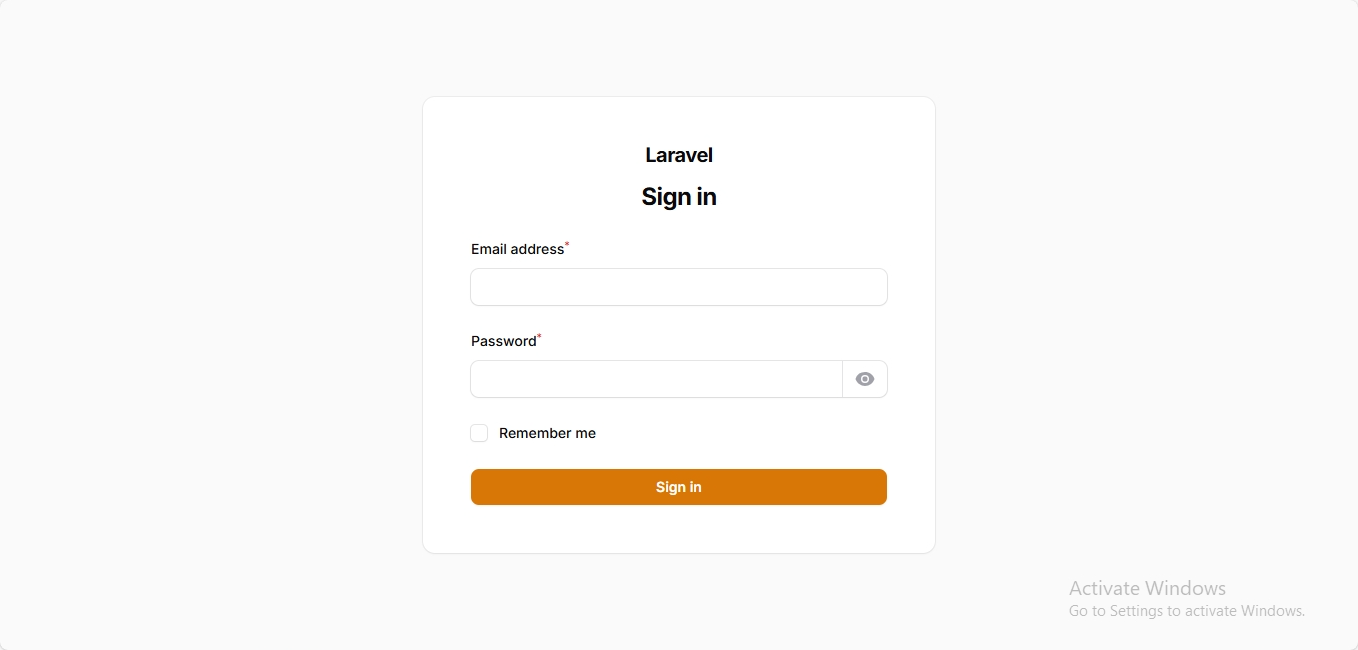 Laravel
Sign in
Email address*
Password*
Remember me
Sign in
Activate Windows
Go to Settings to activate Windows.